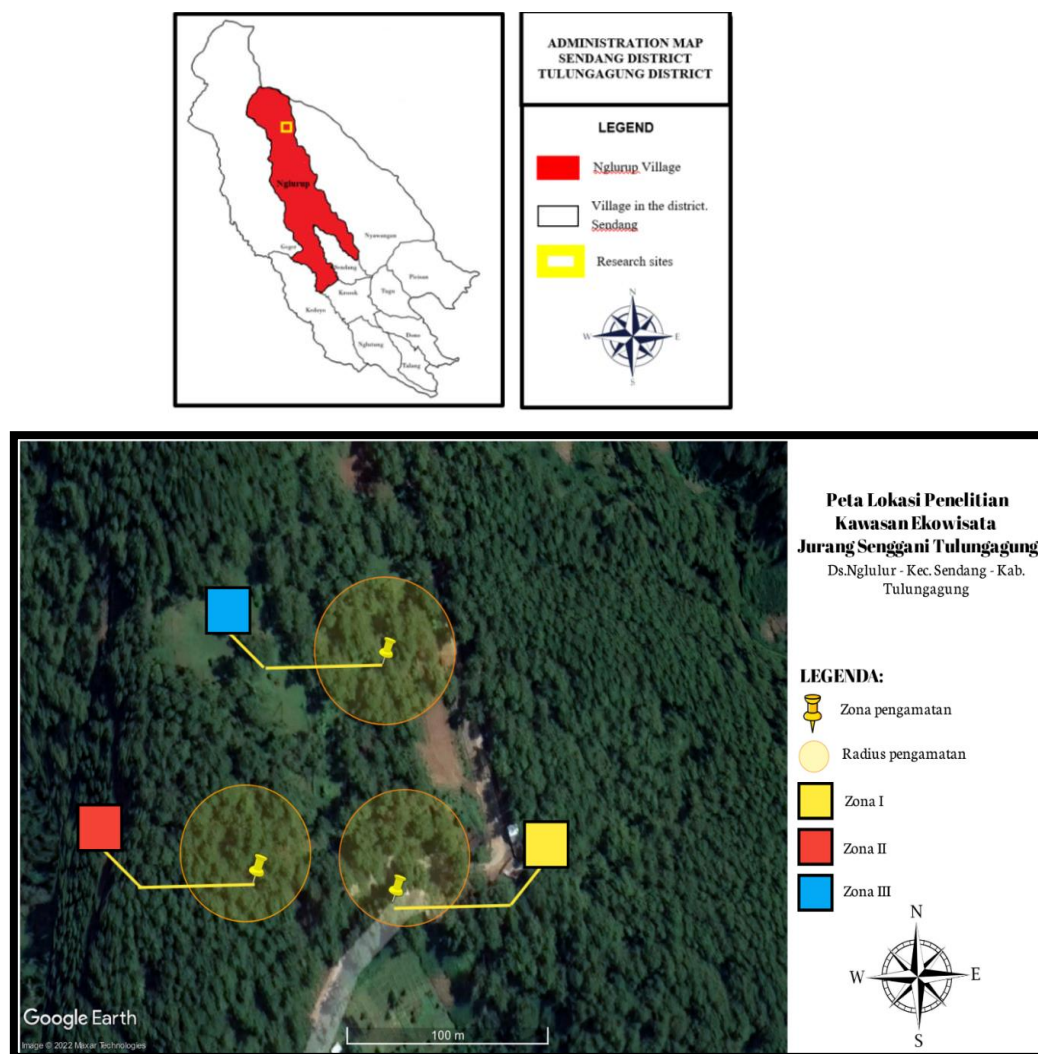 ADMINISTRATION MAP
SENDANG DISTRICT
TULUNGAGUNG DISTRICT
LEGEND
Nglurup Village
Village in the district.
Sendang
Research sites
N
W E
S
Nglurup
Nyawangan
Geger
Sendang
Picisan
Krosok
Tugu
Kedoyo
Dono
Nglutung
Talang
Peta Lokasi Penelitian
Kawasan Ekowisata
Jurang Senggani Tulungagung
Ds.Nglulur - Kec. Sendang - Kab.
Tulungagung
LEGENDA:
Zona pengamatan
Radius pengamatan
Zona I
Zona II
Zona III
N
W E
S
Google Earth
Image © 2022 Maxar Technologies
100 m